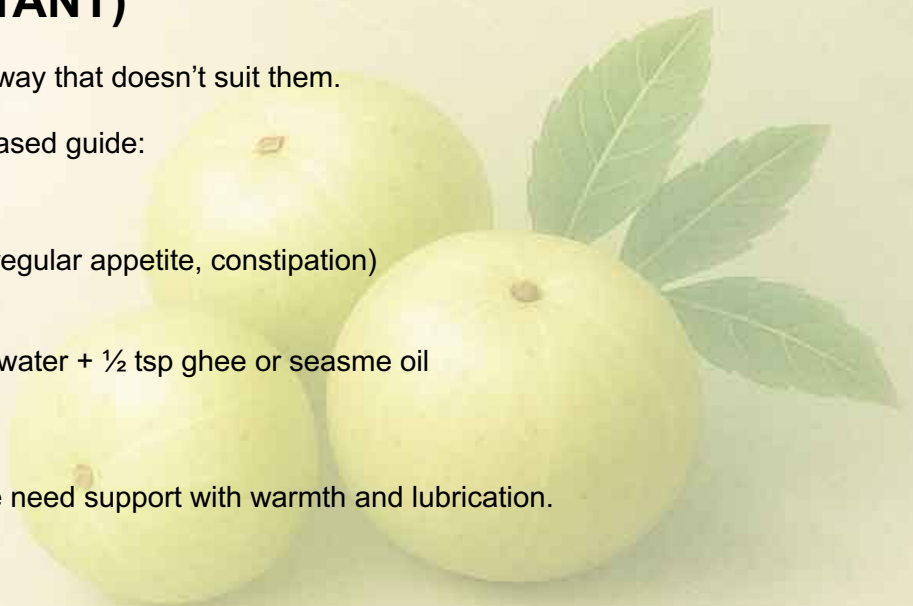 TANT)
way that doesn’t suit them.
ased guide:
regular appetite, constipation)
water + ½ tsp ghee or seasme oil
need support with warmth and lubrication.